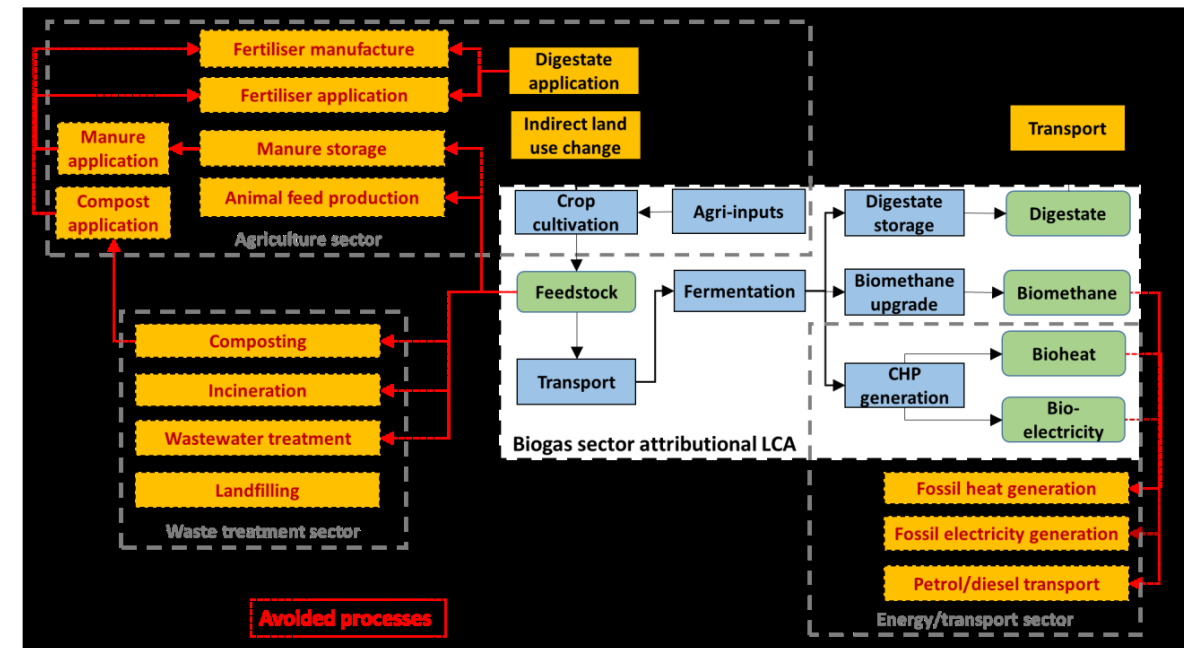 Fertiliser manufacture
Digestate
application
Fertiliser application
Indirect land
use change
Transport
Manure
application
Manure storage
Compost
application
Animal feed production
Agriculture sector
Crop
cultivation
Agri-inputs
Digestate
storage
Digestate
Feedstock
Fermentation
Biomethane
upgrade
Biomethane
Composting
Incineration
Wastewater treatment
Landfilling
Waste treatment sector
Transport
CHP
generation
Bioheat
Bio-
electricity
Biogas sector attributional LCA
Fossil heat generation
Fossil electricity generation
Petrol/diesel transport
Energy/transport sector
Avoided processes